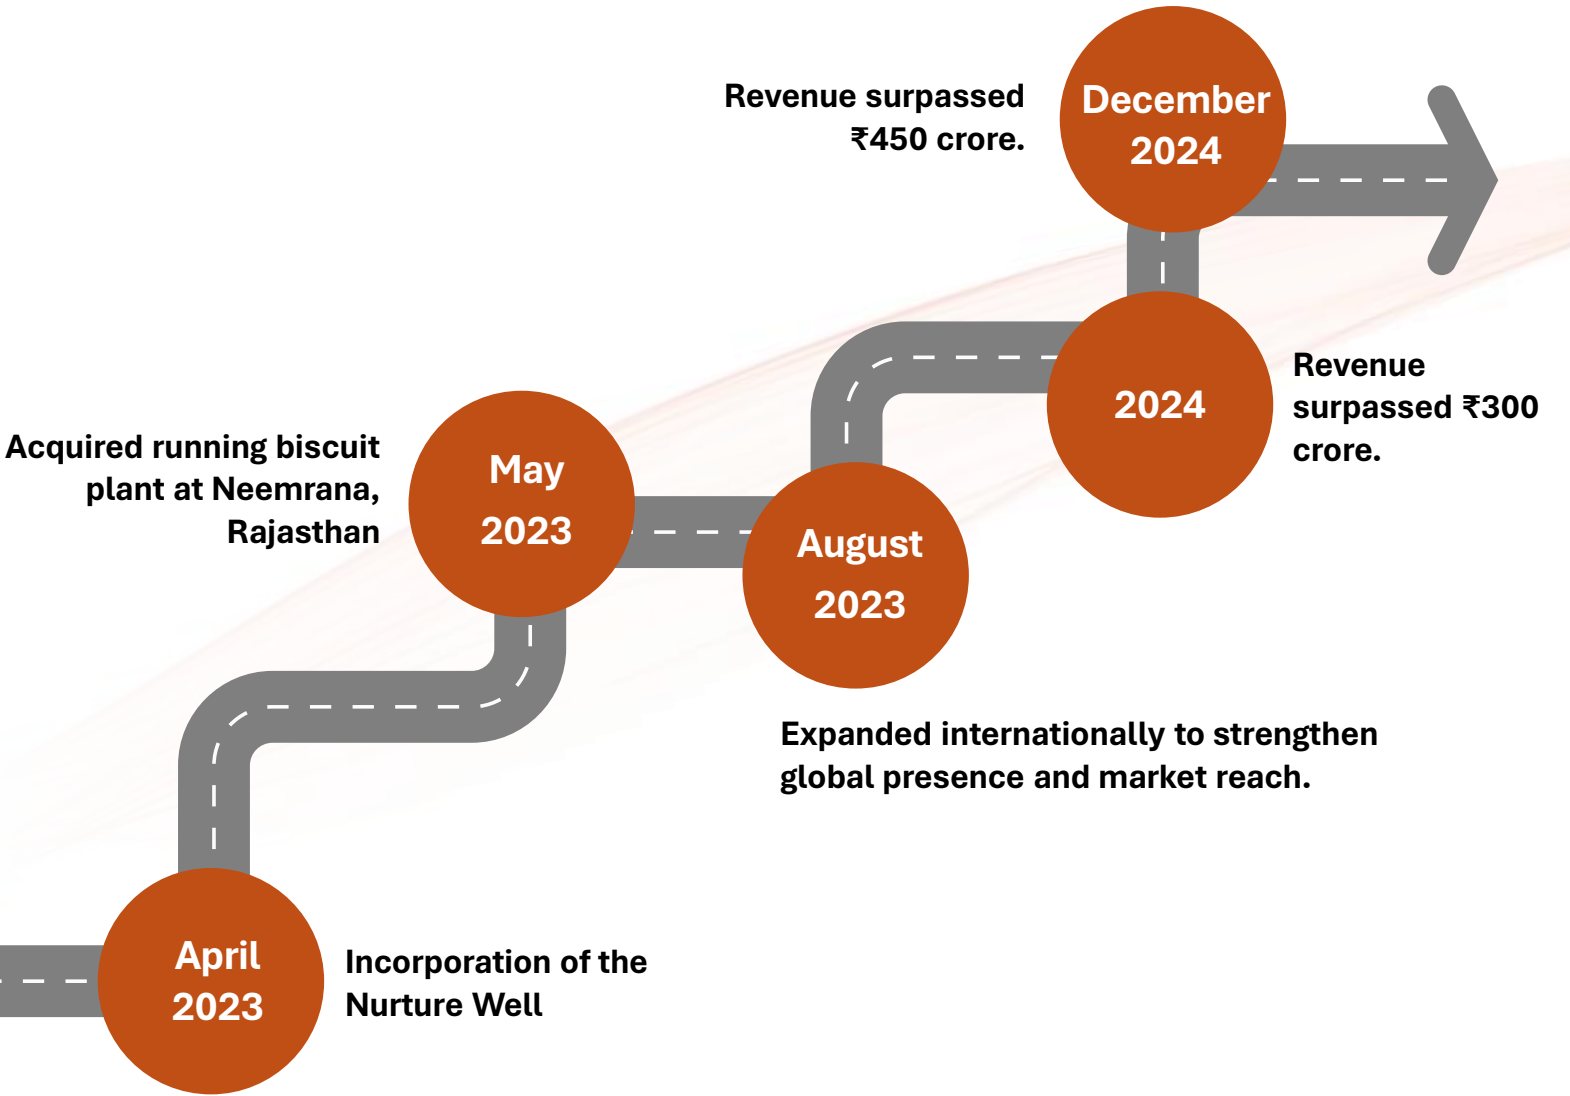 April
2023
Incorporation of the
Nurture Well
May
2023
Acquired running biscuit
plant at Neemrana,
Rajasthan
August
2023
Expanded internationally to strengthen
global presence and market reach.
2024
Revenue
surpassed ₹300
crore.
December
2024
Revenue surpassed
₹450 crore.